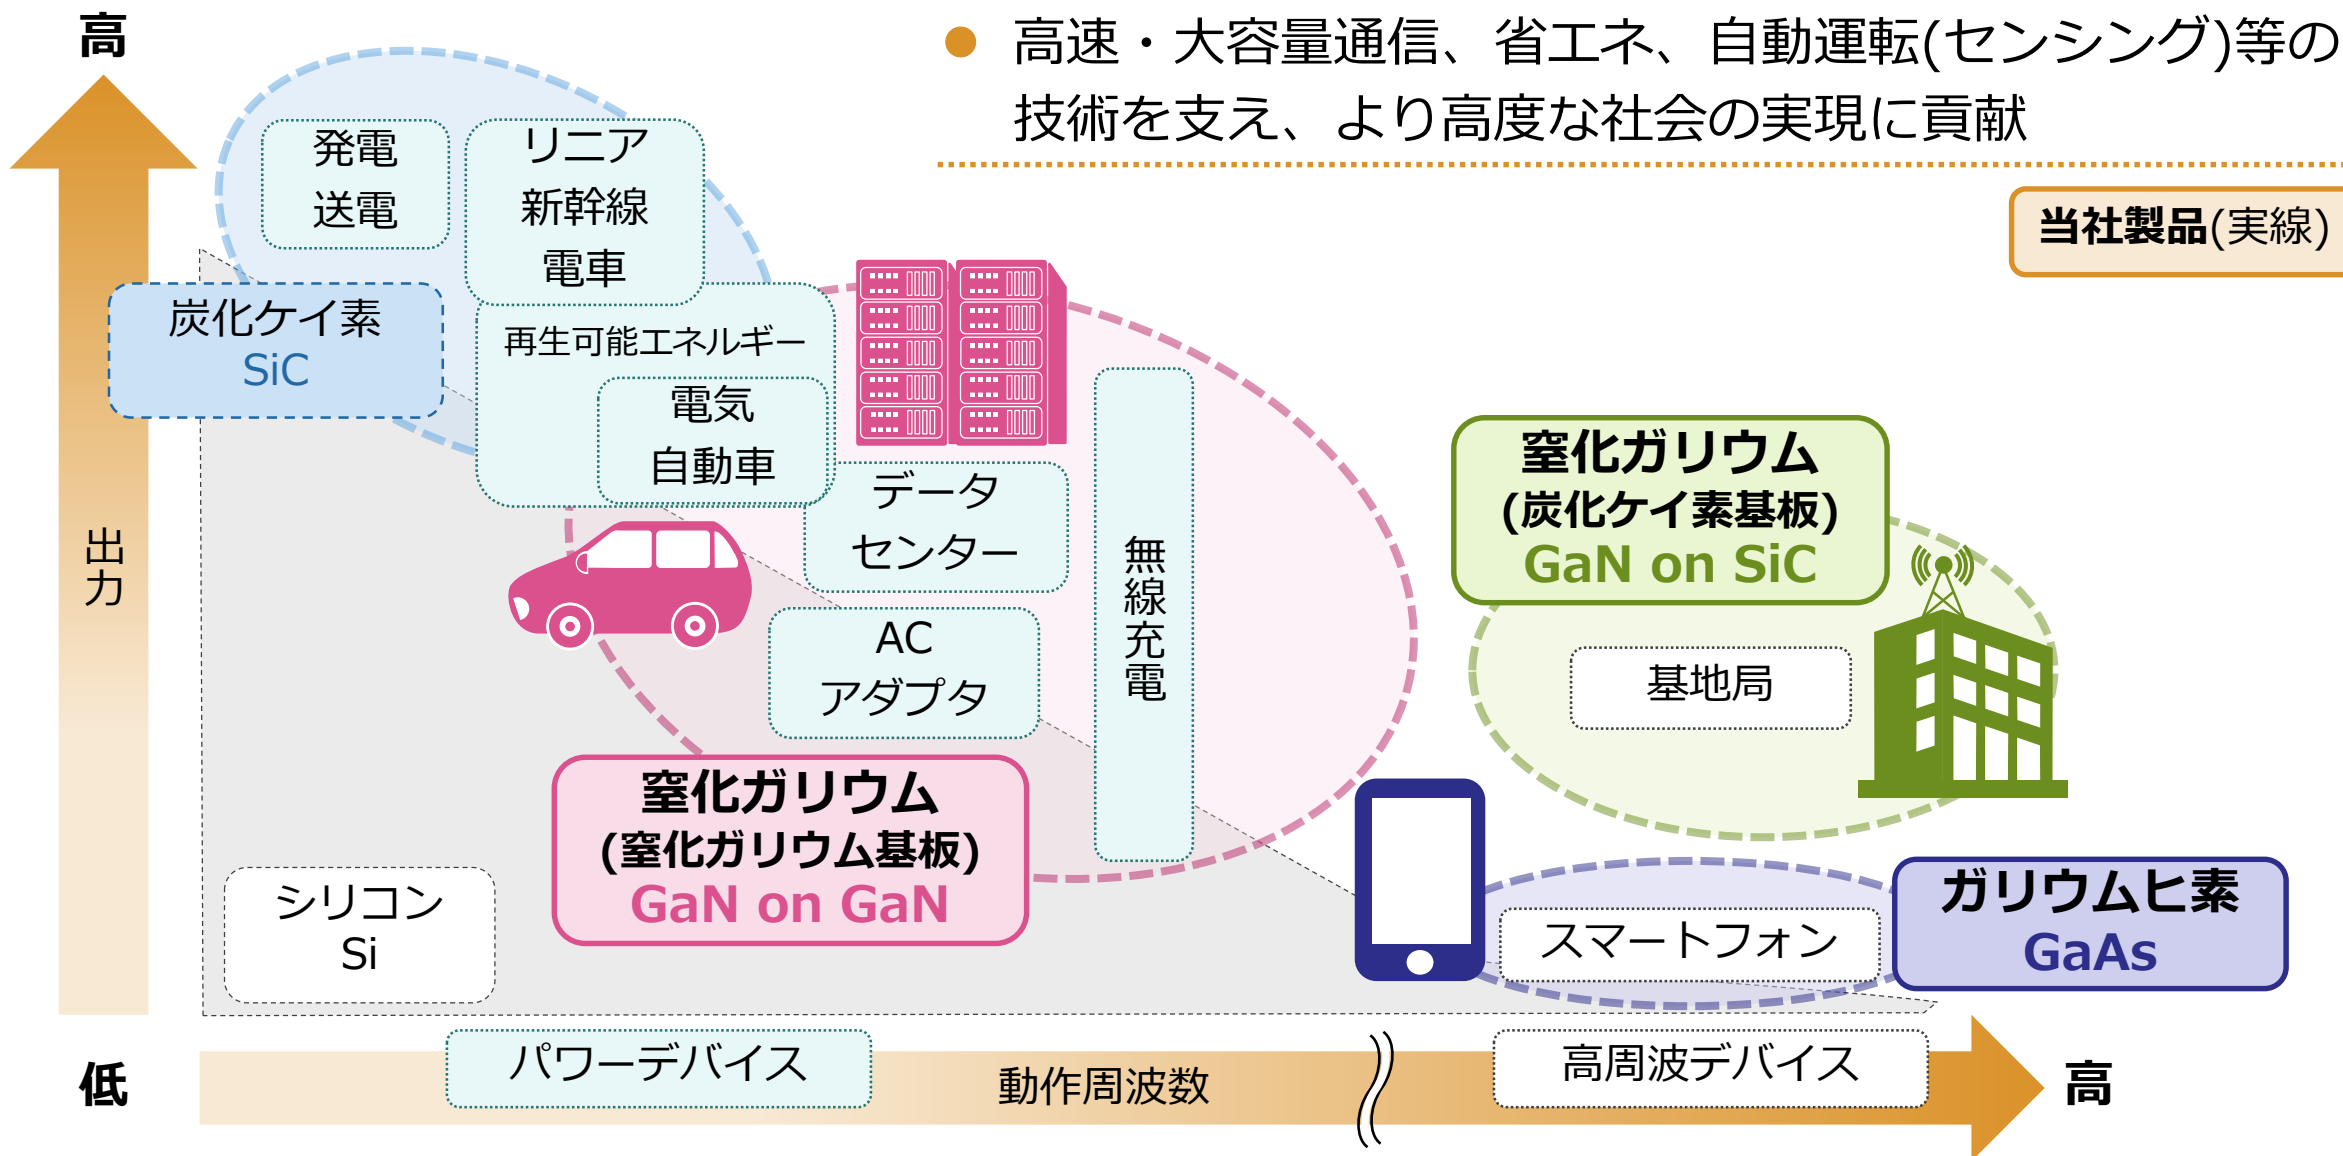 高
● 高速・大容量通信、省エネ、自動運転(センシング)等の
技術を支え、より高度な社会の実現に貢献
当社製品(実線)
発電
送電
リニア
新幹線
電車
炭化ケイ素
SiC
再生可能エネルギー
電気
自動車
データ
センター
無線充電
AC
アダプタ
窒化ガリウム
(炭化ケイ素基板)
GaN on SiC
基地局
出力
窒化ガリウム
(窒化ガリウム基板)
GaN on GaN
シリコン
Si
スマートフォン
ガリウムヒ素
GaAs
低
パワーデバイス
動作周波数
高周波デバイス
高